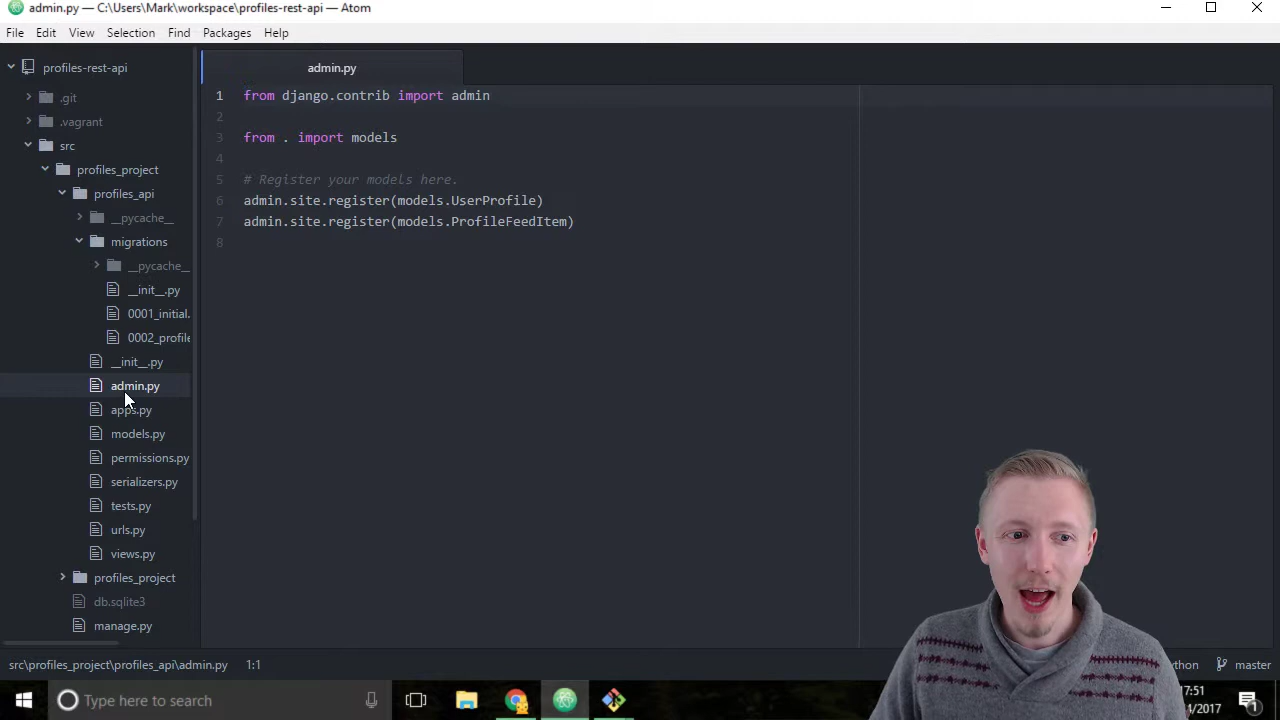 admin.py — C:\Users\Mark\workspace\profiles-rest-api — Atom
File Edit View Selection Find Packages Help
profiles-rest-api
.git
.vagrant
src
profiles_project
profiles_api
__pycache__
migrations
__pycache__
__init__.py
0001_initial.
0002_profile
__init__.py
admin.py
apps.py
models.py
permissions.py
serializers.py
tests.py
urls.py
views.py
profiles_project
db.sqlite3
manage.py
admin.py
1 from django.contrib import admin
2
3 from . import models
4
5 # Register your models here.
6 admin.site.register(models.UserProfile)
7 admin.site.register(models.ProfileFeedItem)
8
src\profiles_project\profiles_api\admin.py 1:1
master
Type here to search
17:51
/2017
1